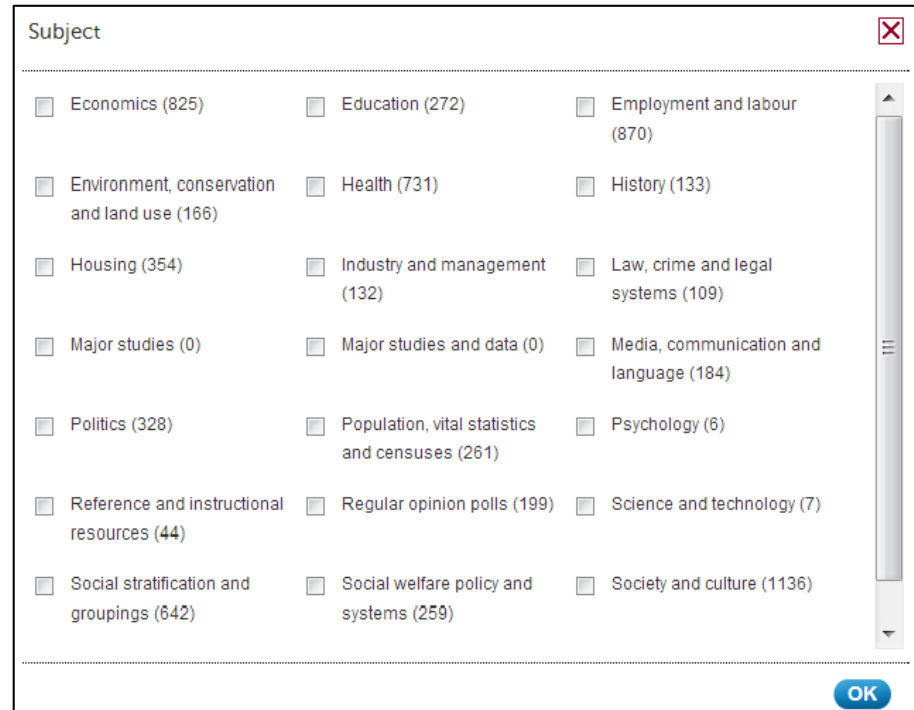 Subject
Economics (825)
Education (272)
Employment and labour
(870)
Environment, conservation
and land use (166)
Health (731)
History (133)
Housing (354)
Industry and management
(132)
Law, crime and legal
systems (109)
Major studies (0)
Major studies and data (0)
Media, communication and
language (184)
Politics (328)
Population, vital statistics
and censuses (261)
Psychology (6)
Reference and instructional
resources (44)
Regular opinion polls (199)
Science and technology (7)
Social stratification and
groupings (642)
Social welfare policy and
systems (259)
Society and culture (1136)
OK